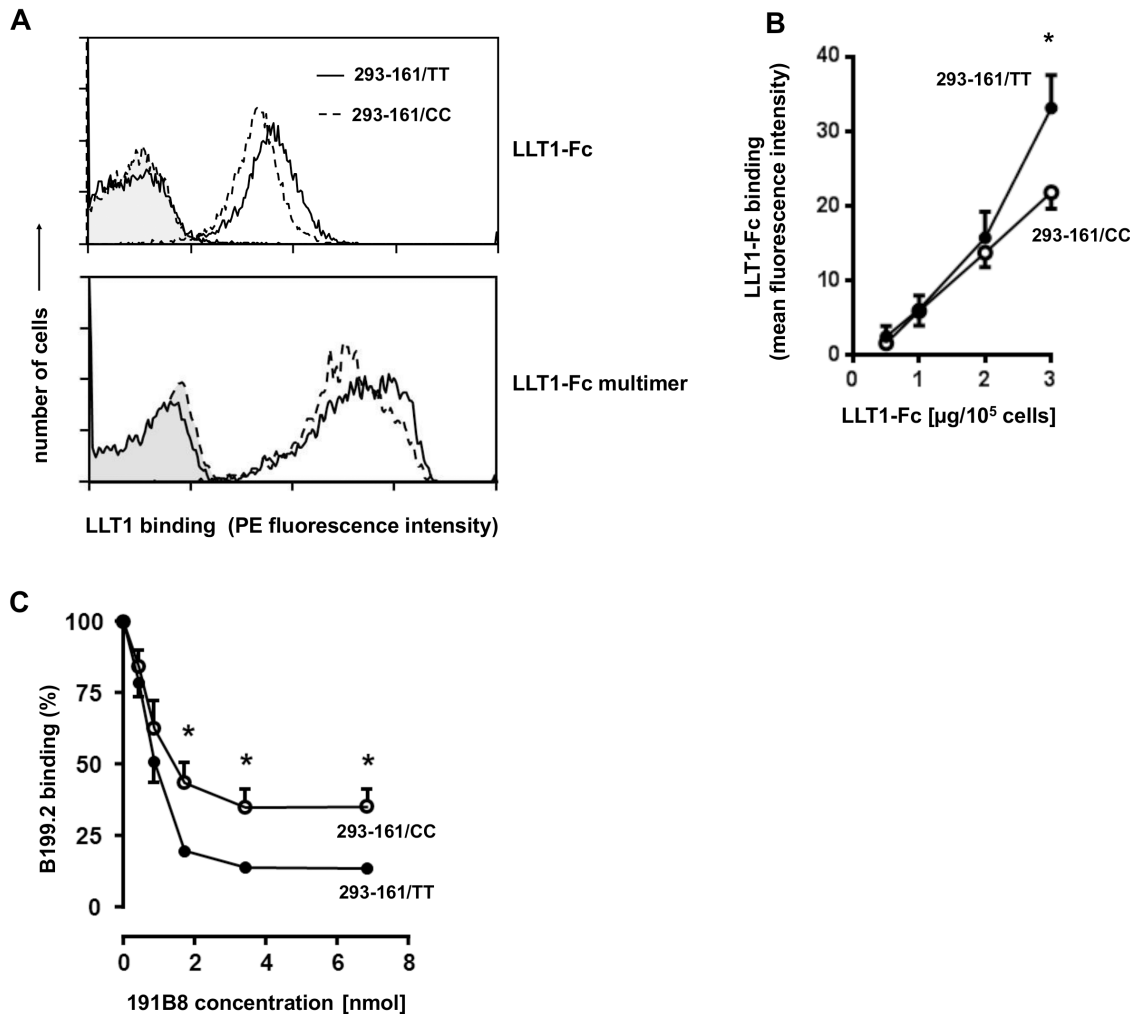 A
293-161/TT
293-161/CC
LLT1-Fc
LLT1-Fc multimer
number of cells
LLT1 binding (PE fluorescence intensity)
B
*
40
30
20
10
0
0 1 2 3
293-161/TT
293-161/CC
LLT1-Fc binding
(mean fluorescence intensity)
LLT1-Fc [µg/10⁵ cells]
C
100
75
50
25
0
* * *
293-161/CC
293-161/TT
B199.2 binding (%)
0 2 4 6 8
191B8 concentration [nmol]